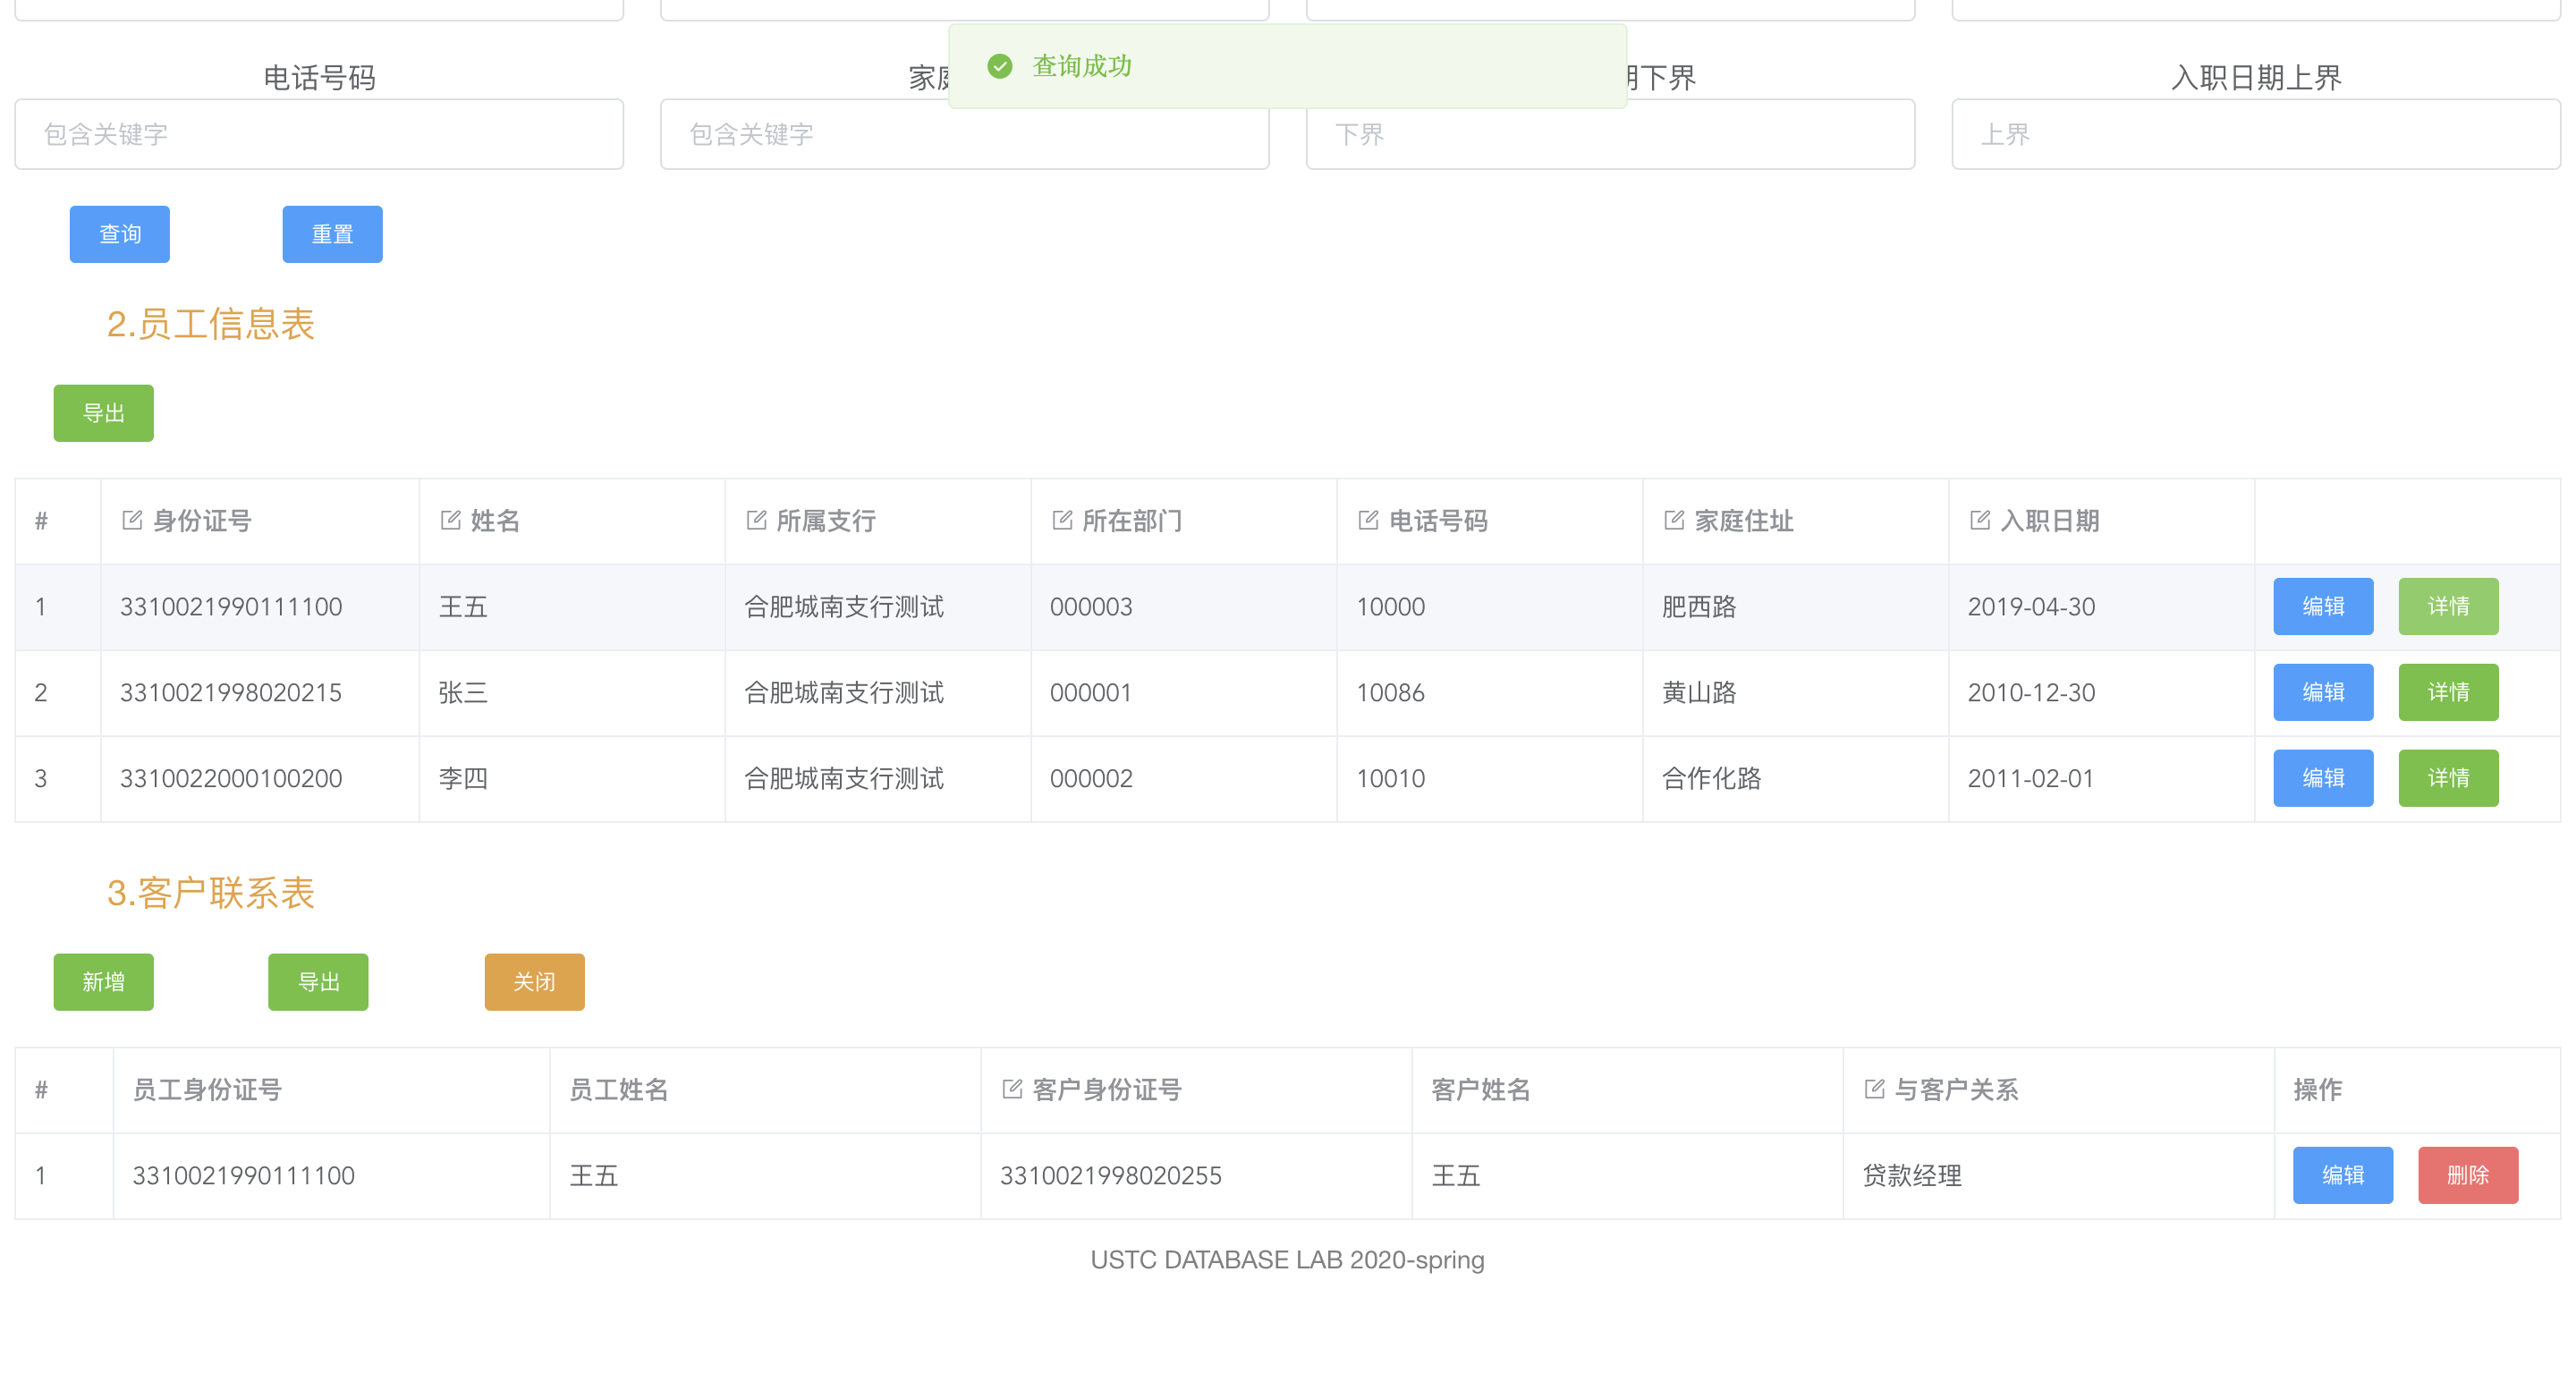 查询成功
电话号码 家庭 期下界 入职日期上界
包含关键字 包含关键字 下界 上界
查询 重置
2.员工信息表
导出
# 身份证号 姓名 所属支行 所在部门 电话号码 家庭住址 入职日期
1 3310021990111100 王五 合肥城南支行测试 000003 10000 肥西路 2019-04-30 编辑 详情
2 3310021998020215 张三 合肥城南支行测试 000001 10086 黄山路 2010-12-30 编辑 详情
3 3310022000100200 李四 合肥城南支行测试 000002 10010 合作化路 2011-02-01 编辑 详情
3.客户联系表
新增 导出 关闭
# 员工身份证号 员工姓名 客户身份证号 客户姓名 与客户关系 操作
1 3310021990111100 王五 3310021998020255 王五 贷款经理 编辑 删除
USTC DATABASE LAB 2020-spring